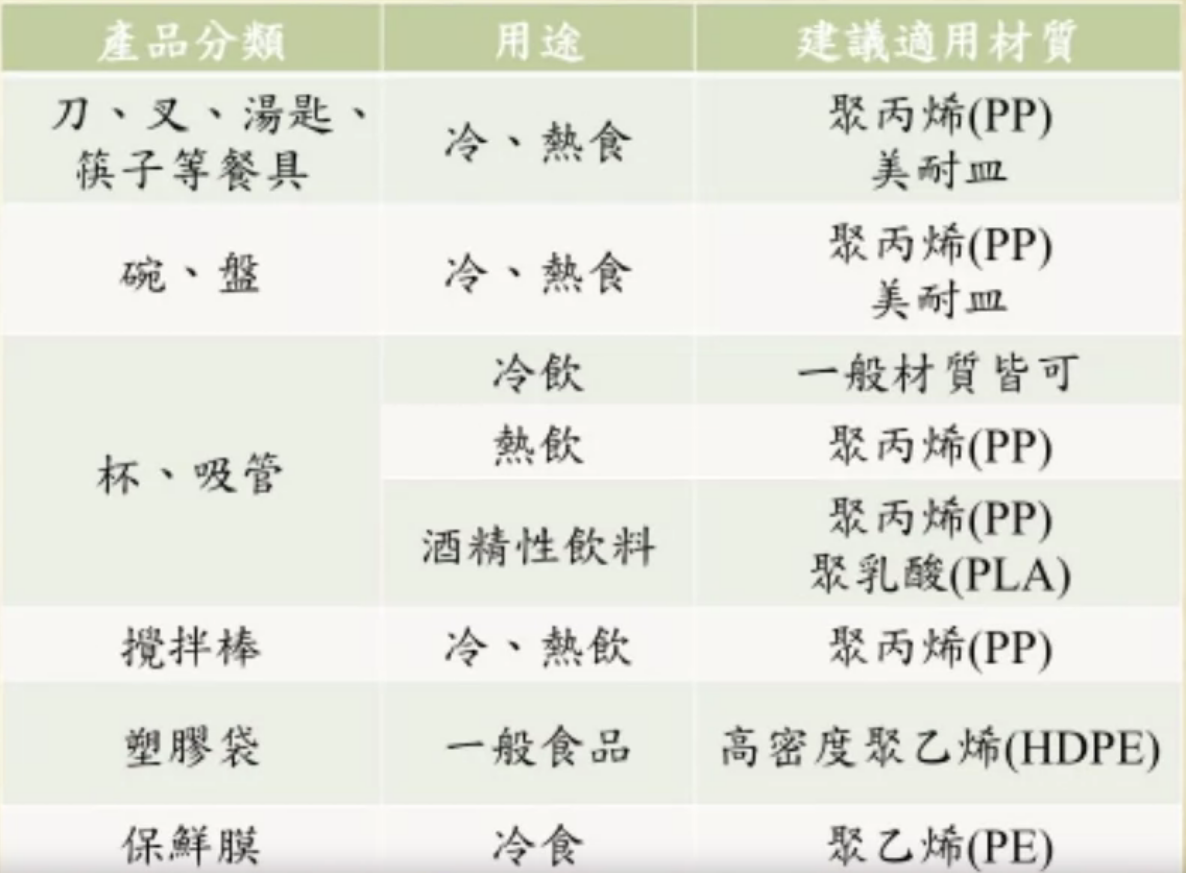 產品分類 用途 建議適用材質
刀、叉、湯匙、
筷子等餐具
冷、熱食
聚丙烯(PP)
美耐皿
碗、盤
冷、熱食
聚丙烯(PP)
美耐皿
杯、吸管
冷飲 一般材質皆可
熱飲 聚丙烯(PP)
酒精性飲料
聚丙烯(PP)
聚乳酸(PLA)
攪拌棒 冷、熱飲 聚丙烯(PP)
塑膠袋 一般食品 高密度聚乙烯(HDPE)
保鮮膜 冷食 聚乙烯(PE)